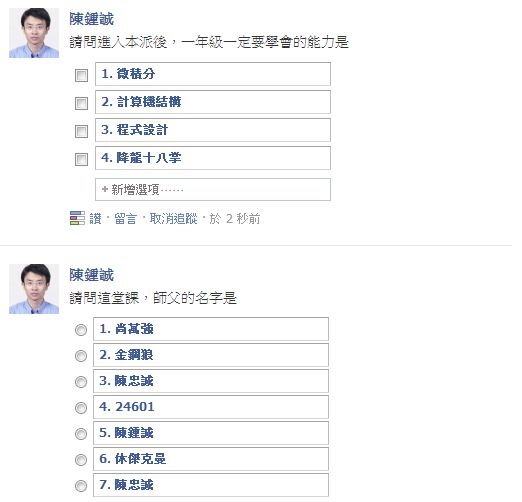 陳鍾誠
請問進入本派後，一年級一定要學會的能力是
1. 微積分
2. 計算機結構
3. 程式設計
4. 降龍十八掌
+ 新增選項……
讚 · 留言 · 取消追蹤 · 於 2 秒前
陳鍾誠
請問這堂課，師父的名字是
1. 肖萬強
2. 金鋼狼
3. 陳忠誠
4. 24601
5. 陳鍾誠
6. 休傑克曼
7. 陳忠誠